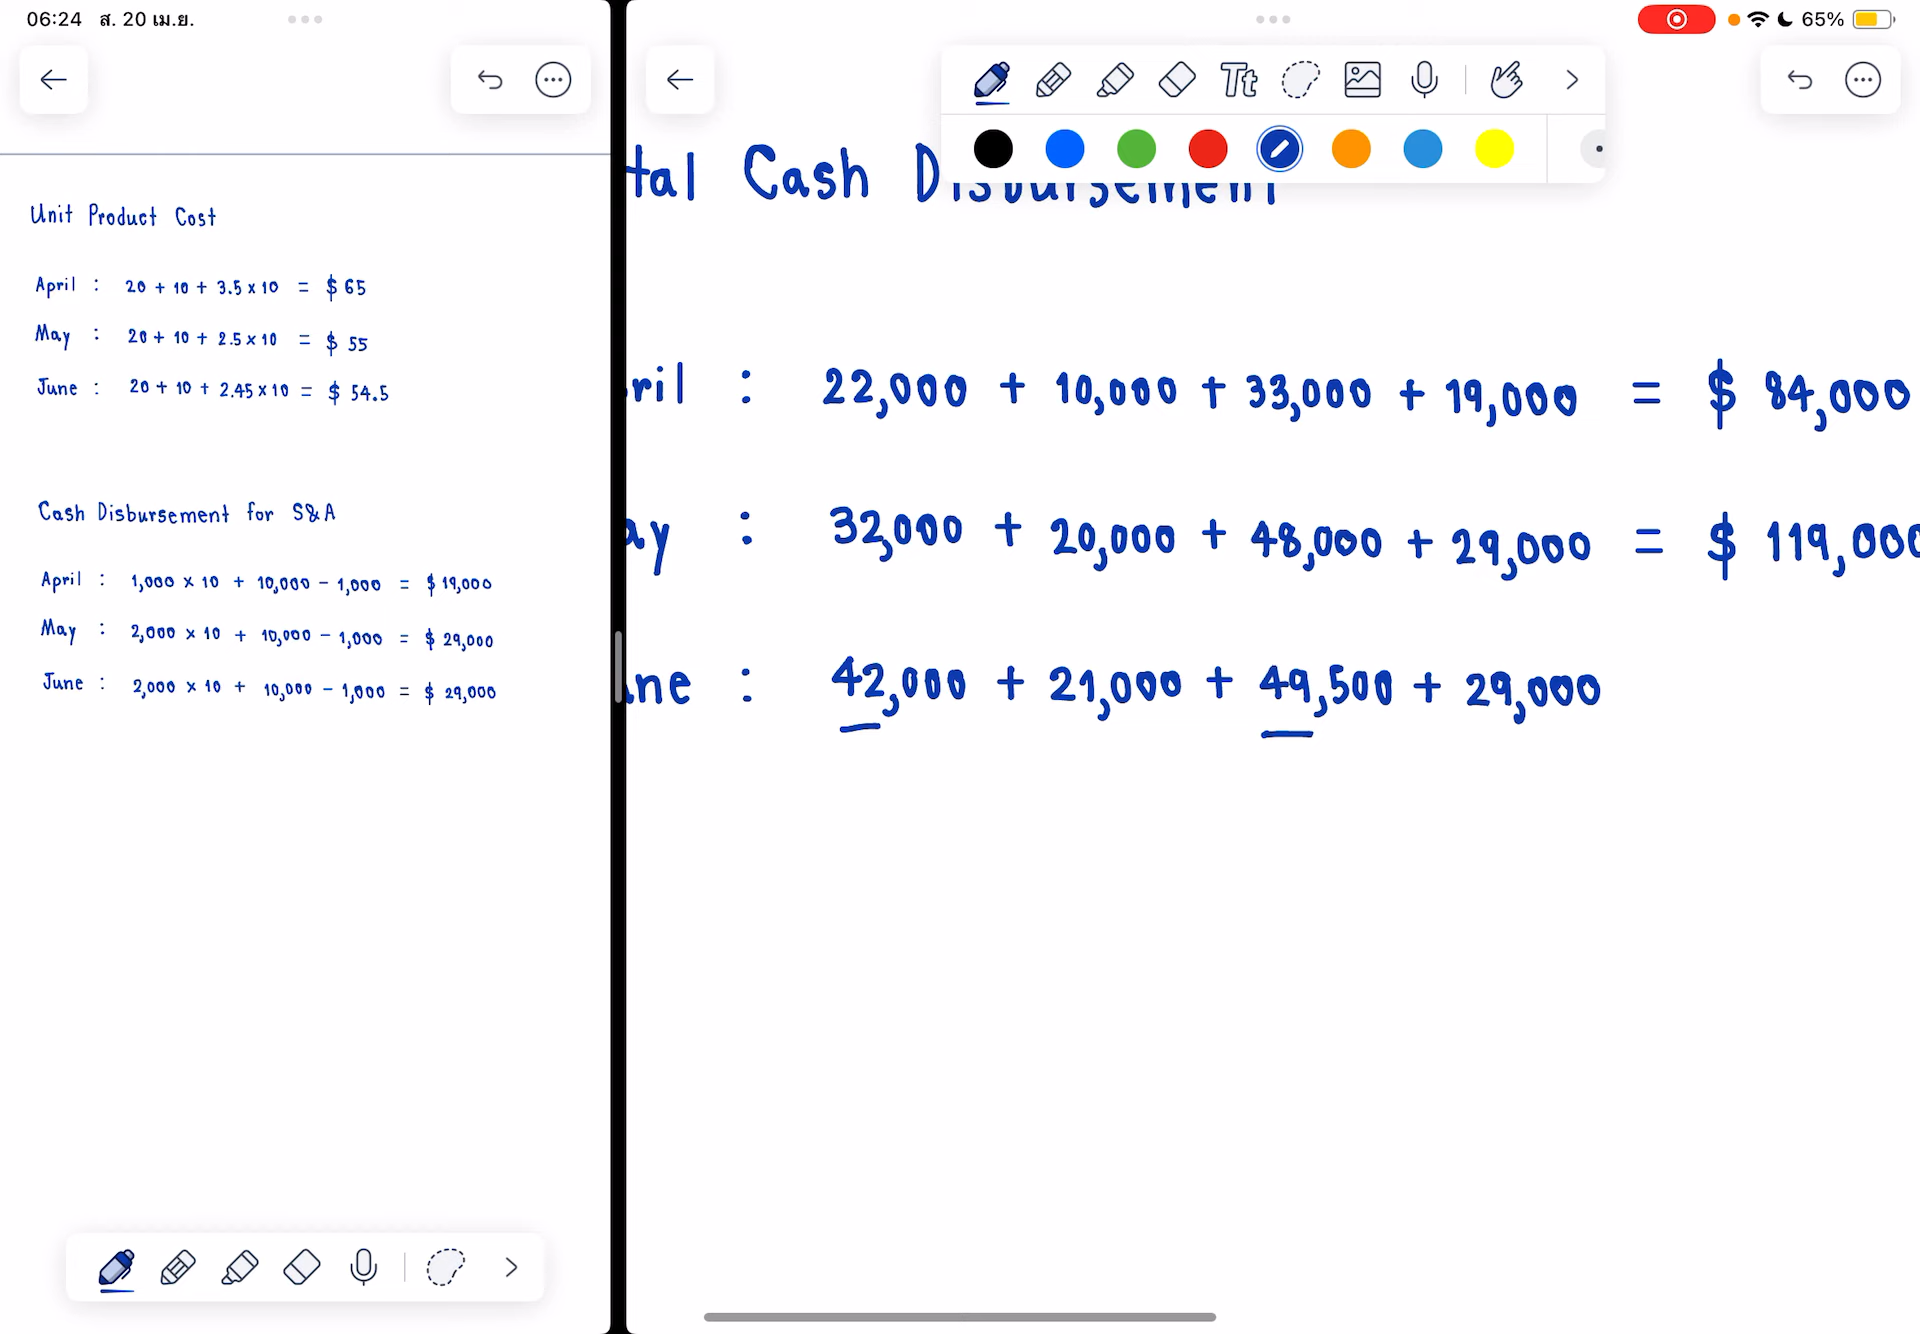 06:24 ส. 20 เม.ย.
65%
Unit Product Cost
April : 20 + 10 + 3.5 x 10 = $ 65
May : 20 + 10 + 2.5 x 10 = $ 55
June : 20 + 10 + 2.45 x 10 = $ 54.5
Cash Disbursement for S&A
April : 1,000 x 10 + 10,000 - 1,000 = $ 19,000
May : 2,000 x 10 + 10,000 - 1,000 = $ 29,000
June : 2,000 x 10 + 10,000 - 1,000 = $ 29,000
Tt
tal Cash Disbursement
ril : 22,000 + 10,000 + 33,000 + 19,000 = $ 84,000
ay : 32,000 + 20,000 + 48,000 + 29,000 = $ 119,000
ne : 42,000 + 21,000 + 49,500 + 29,000